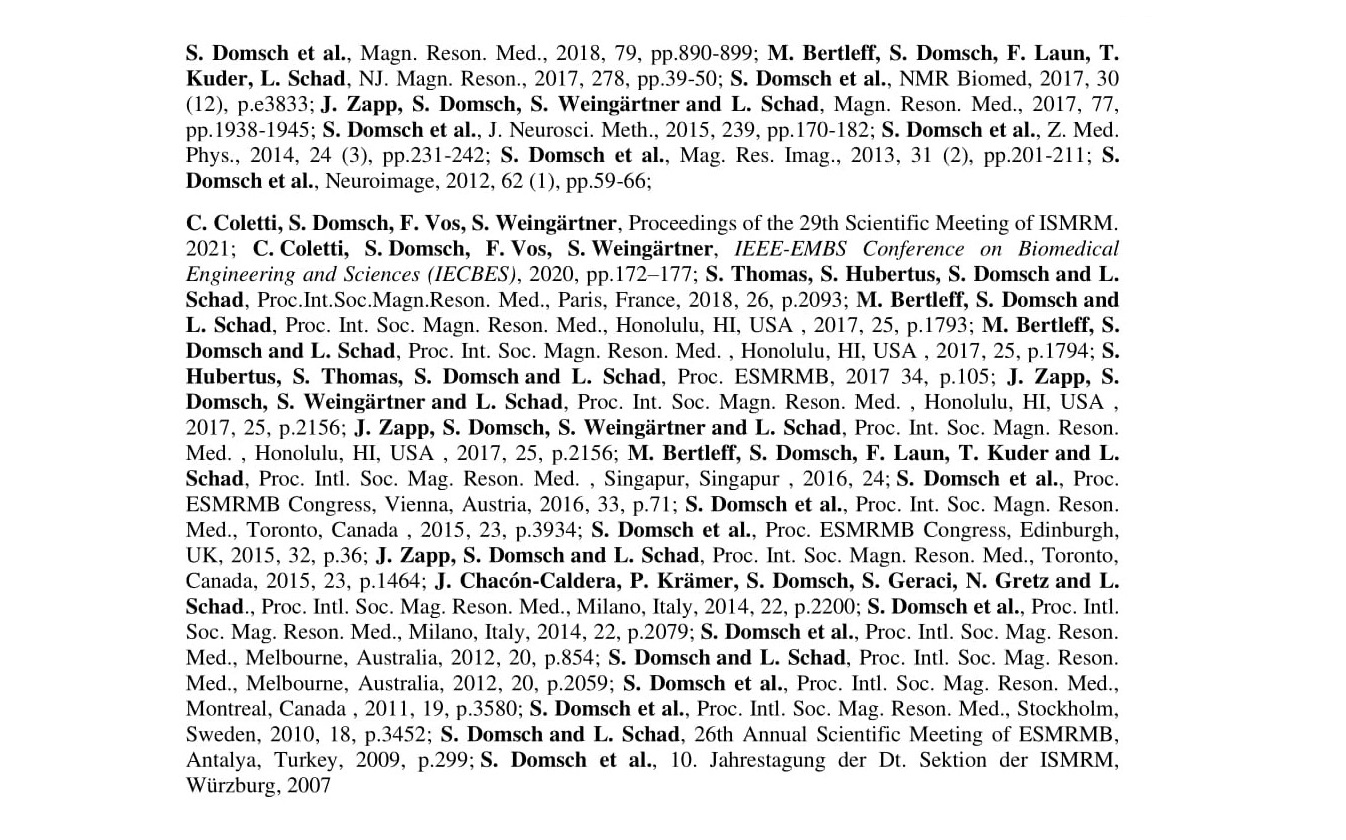 S. Domsch et al., Magn. Reson. Med., 2018, 79, pp.890-899; M. Bertleff, S. Domsch, F. Laun, T.
Kuder, L. Schad, NJ. Magn. Reson., 2017, 278, pp.39-50; S. Domsch et al., NMR Biomed, 2017, 30
(12), p.e3833; J. Zapp, S. Domsch, S. Weingärtner and L. Schad, Magn. Reson. Med., 2017, 77,
pp.1938-1945; S. Domsch et al., J. Neurosci. Meth., 2015, 239, pp.170-182; S. Domsch et al., Z. Med.
Phys., 2014, 24 (3), pp.231-242; S. Domsch et al., Mag. Res. Imag., 2013, 31 (2), pp.201-211; S.
Domsch et al., Neuroimage, 2012, 62 (1), pp.59-66;
C. Coletti, S. Domsch, F. Vos, S. Weingärtner, Proceedings of the 29th Scientific Meeting of ISMRM.
2021; C. Coletti, S. Domsch, F. Vos, S. Weingärtner, IEEE-EMBS Conference on Biomedical
Engineering and Sciences (IECBES), 2020, pp.172–177; S. Thomas, S. Hubertus, S. Domsch and L.
Schad, Proc.Int.Soc.Magn.Reson. Med., Paris, France, 2018, 26, p.2093; M. Bertleff, S. Domsch and
L. Schad, Proc. Int. Soc. Magn. Reson. Med., Honolulu, HI, USA , 2017, 25, p.1793; M. Bertleff, S.
Domsch and L. Schad, Proc. Int. Soc. Magn. Reson. Med. , Honolulu, HI, USA , 2017, 25, p.1794; S.
Hubertus, S. Thomas, S. Domsch and L. Schad, Proc. ESMRMB, 2017 34, p.105; J. Zapp, S.
Domsch, S. Weingärtner and L. Schad, Proc. Int. Soc. Magn. Reson. Med. , Honolulu, HI, USA ,
2017, 25, p.2156; J. Zapp, S. Domsch, S. Weingärtner and L. Schad, Proc. Int. Soc. Magn. Reson.
Med. , Honolulu, HI, USA , 2017, 25, p.2156; M. Bertleff, S. Domsch, F. Laun, T. Kuder and L.
Schad, Proc. Intl. Soc. Mag. Reson. Med. , Singapur, Singapur , 2016, 24; S. Domsch et al., Proc.
ESMRMB Congress, Vienna, Austria, 2016, 33, p.71; S. Domsch et al., Proc. Int. Soc. Magn. Reson.
Med., Toronto, Canada , 2015, 23, p.3934; S. Domsch et al., Proc. ESMRMB Congress, Edinburgh,
UK, 2015, 32, p.36; J. Zapp, S. Domsch and L. Schad, Proc. Int. Soc. Magn. Reson. Med., Toronto,
Canada, 2015, 23, p.1464; J. Chacón-Caldera, P. Krämer, S. Domsch, S. Geraci, N. Gretz and L.
Schad., Proc. Intl. Soc. Mag. Reson. Med., Milano, Italy, 2014, 22, p.2200; S. Domsch et al., Proc. Intl.
Soc. Mag. Reson. Med., Milano, Italy, 2014, 22, p.2079; S. Domsch et al., Proc. Intl. Soc. Mag. Reson.
Med., Melbourne, Australia, 2012, 20, p.854; S. Domsch and L. Schad, Proc. Intl. Soc. Mag. Reson.
Med., Melbourne, Australia, 2012, 20, p.2059; S. Domsch et al., Proc. Intl. Soc. Mag. Reson. Med.,
Montreal, Canada , 2011, 19, p.3580; S. Domsch et al., Proc. Intl. Soc. Mag. Reson. Med., Stockholm,
Sweden, 2010, 18, p.3452; S. Domsch and L. Schad, 26th Annual Scientific Meeting of ESMRMB,
Antalya, Turkey, 2009, p.299; S. Domsch et al., 10. Jahrestagung der Dt. Sektion der ISMRM,
Würzburg, 2007